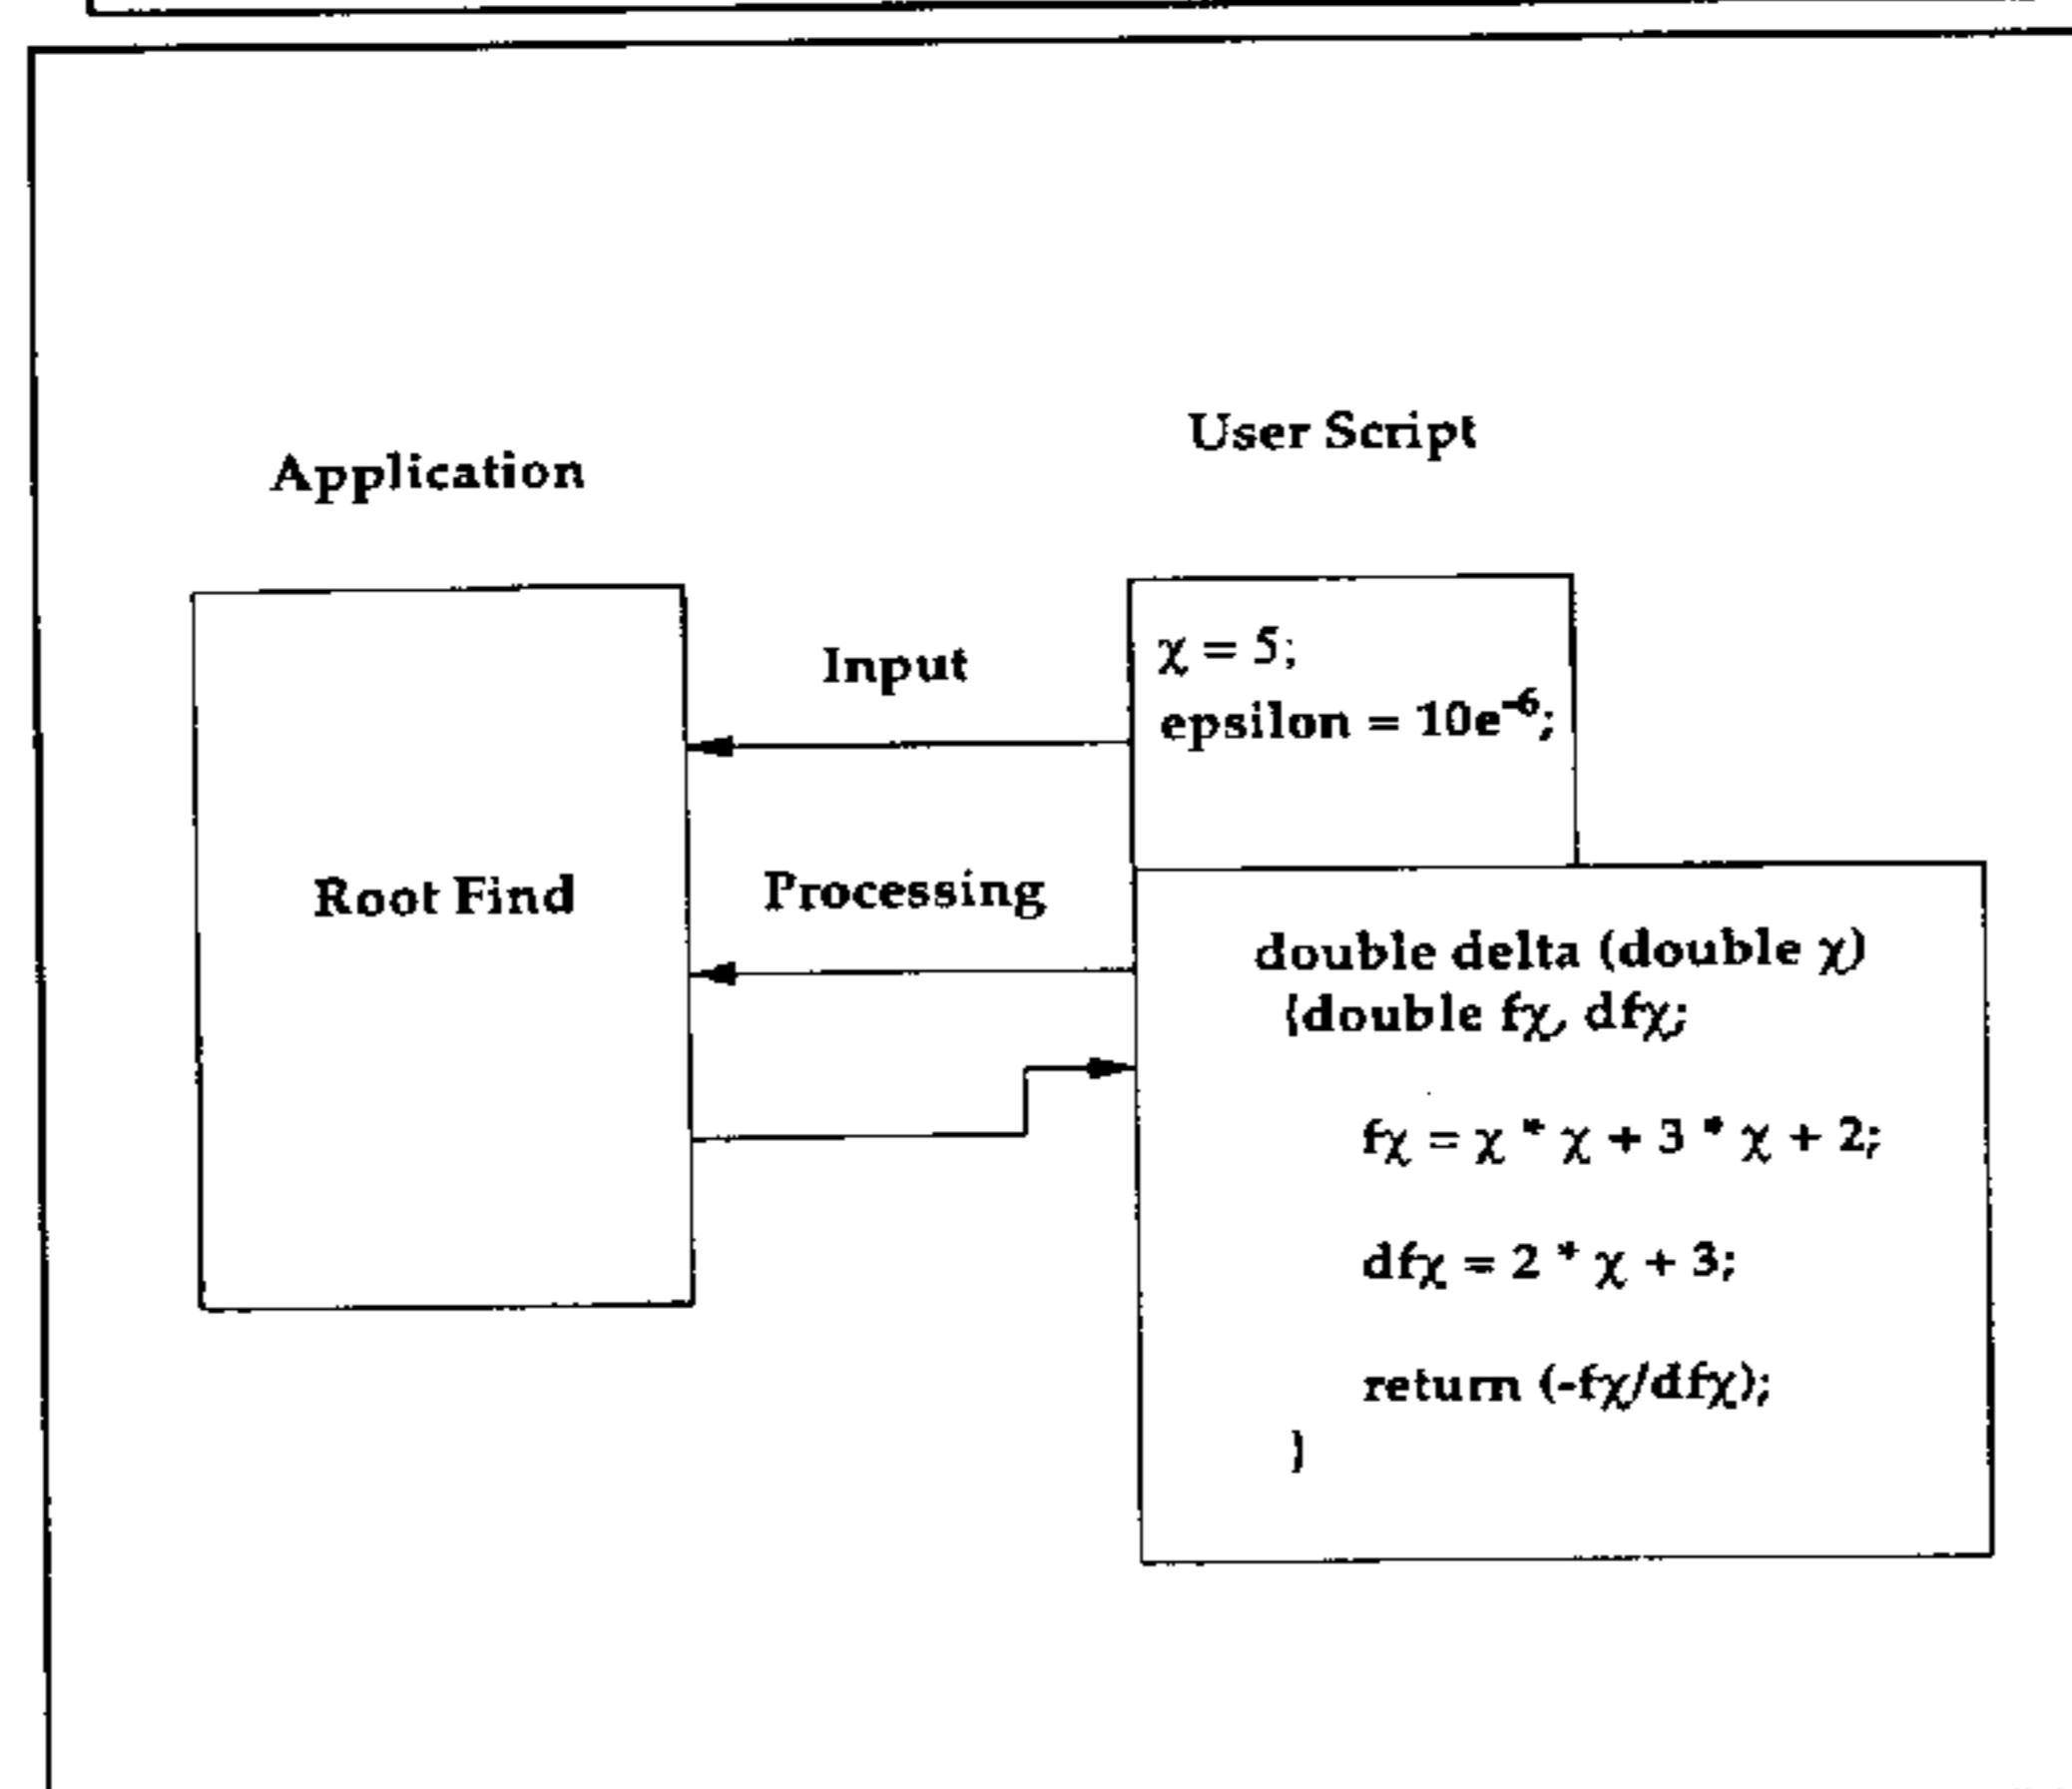 User Script
Application
χ = 5;
Input
epsilon = 10e⁻⁶;
Root Find
Processing
double delta (double χ)
{double fχ, dfχ;
fχ = χ * χ + 3 * χ + 2;
dfχ = 2 * χ + 3;
return (-fχ/dfχ);
}